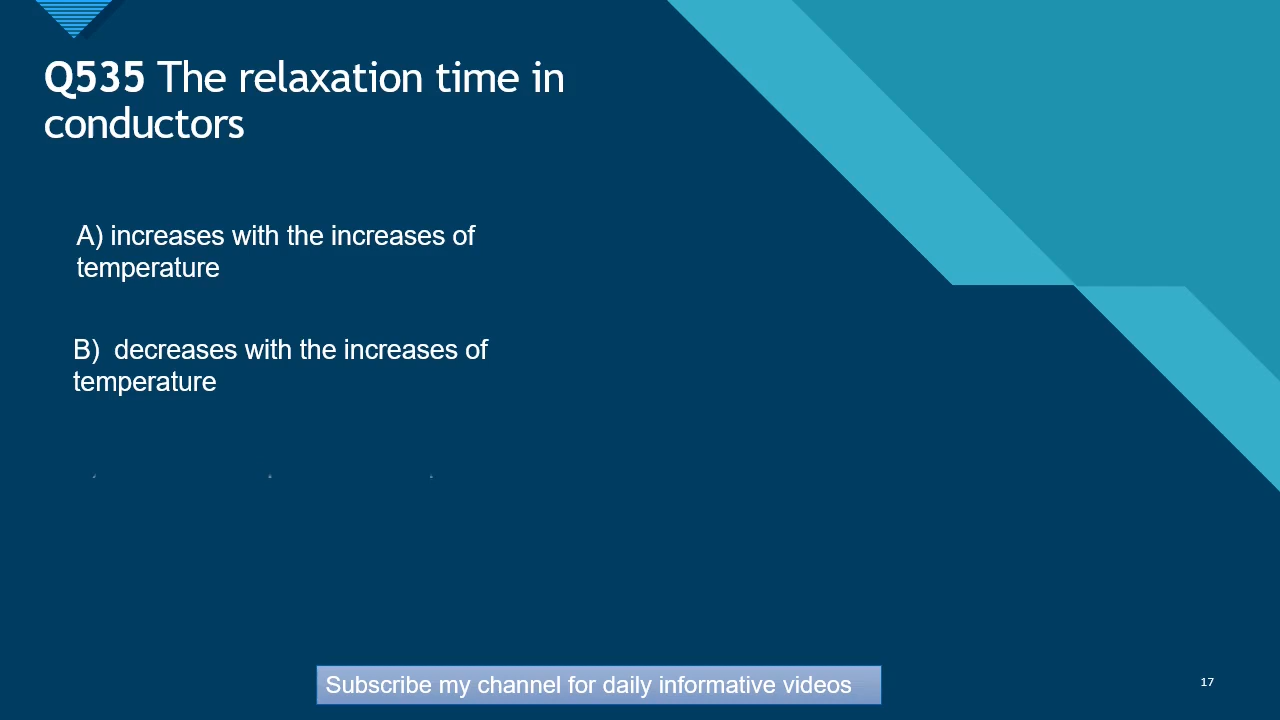 Q535 The relaxation time in
conductors
A) increases with the increases of
temperature
B)  decreases with the increases of
temperature
Subscribe my channel for daily informative videos
17